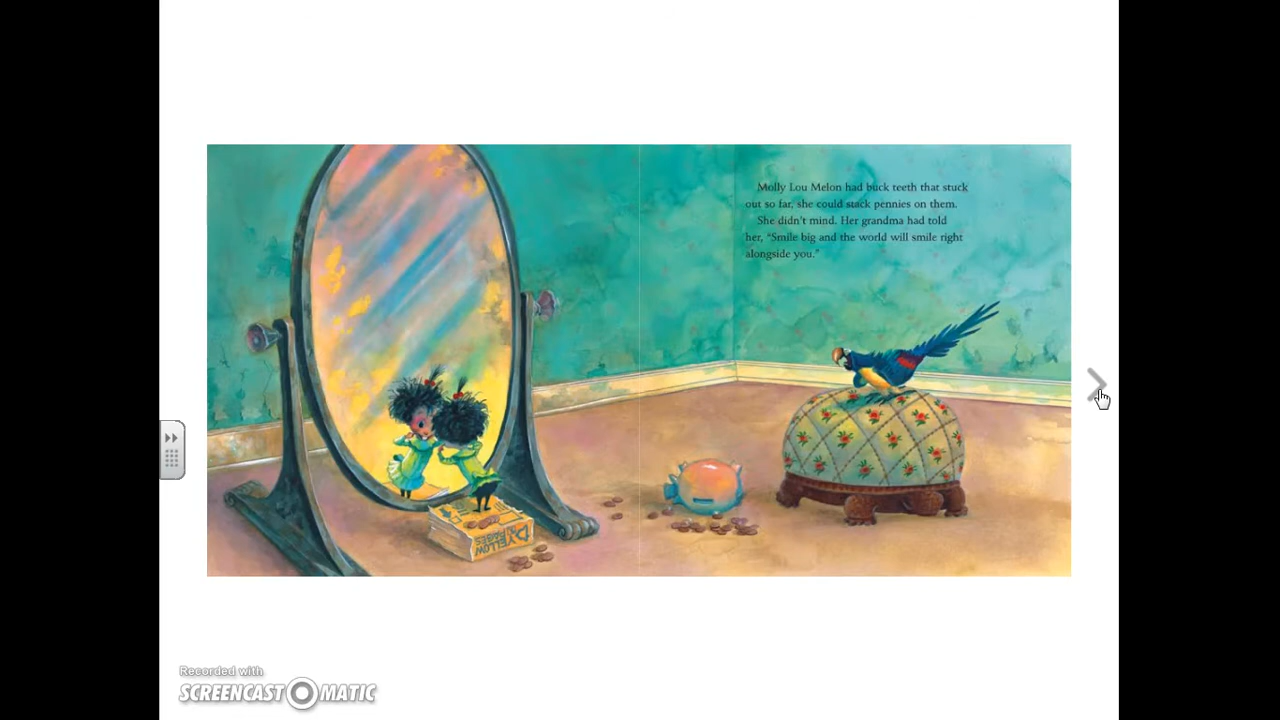 Molly Lou Melon had buck teeth that stuck
out so far, she could stack pennies on them.
She didn't mind. Her grandma had told
her, “Smile big and the world will smile right
alongside you.”
YELLOW
PAGES
Recorded with
SCREENCAST MATIC